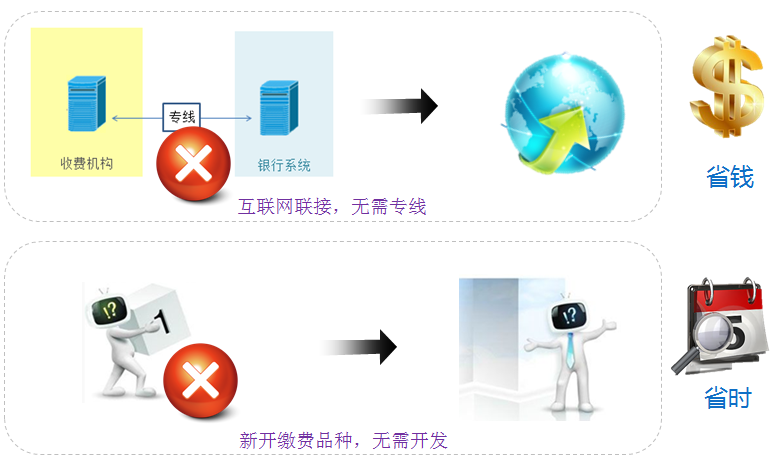 专线
收费机构
银行系统
互联网联接，无需专线
省钱
!?
1
!?
5
新开缴费品种，无需开发
省时